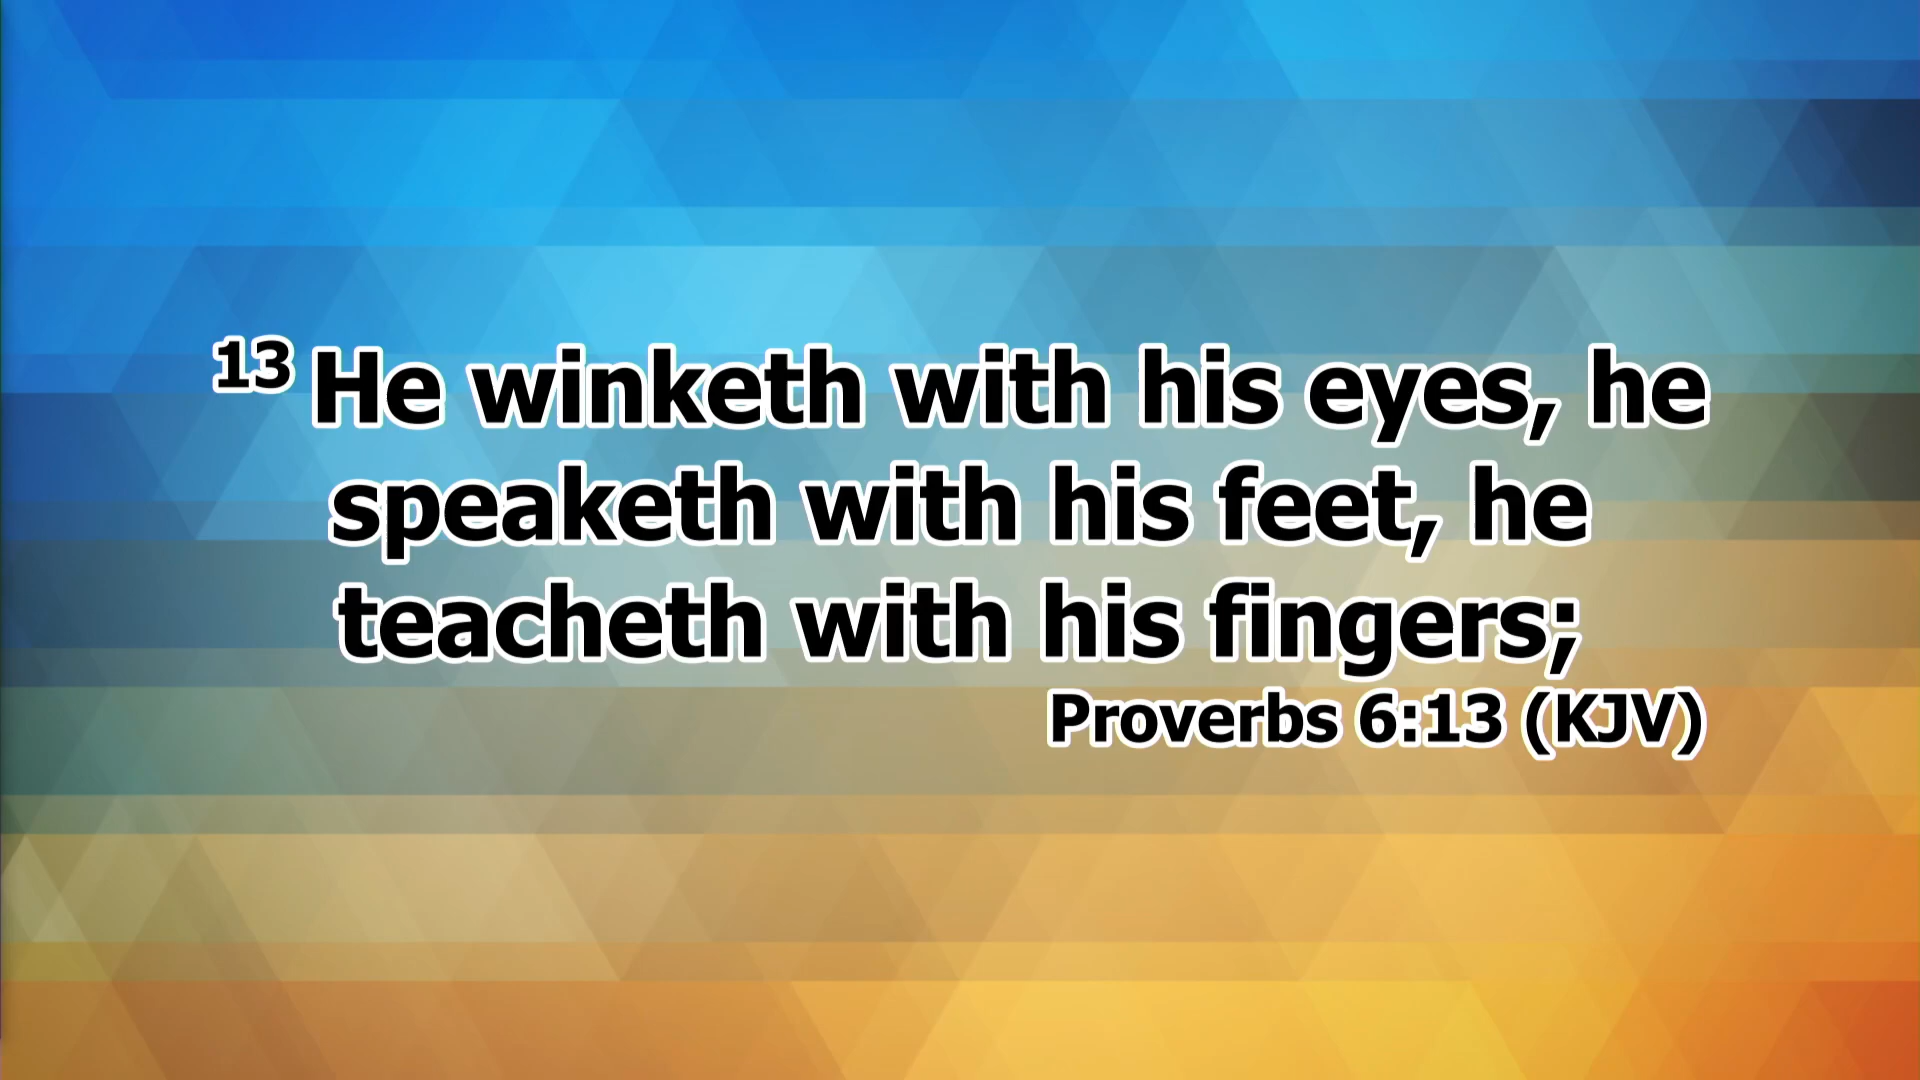 13 He winketh with his eyes, he
speaketh with his feet, he
teacheth with his fingers;
Proverbs 6:13 (KJV)